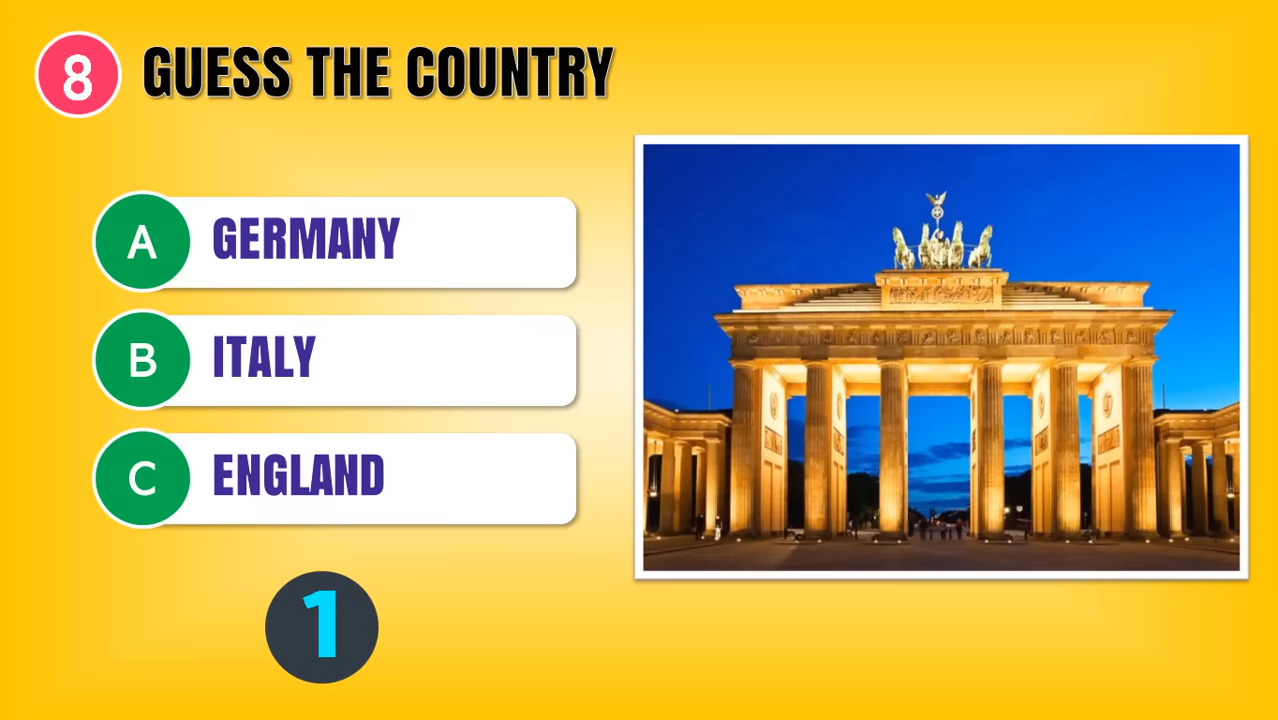 8 GUESS THE COUNTRY
A GERMANY
B ITALY
C ENGLAND
1